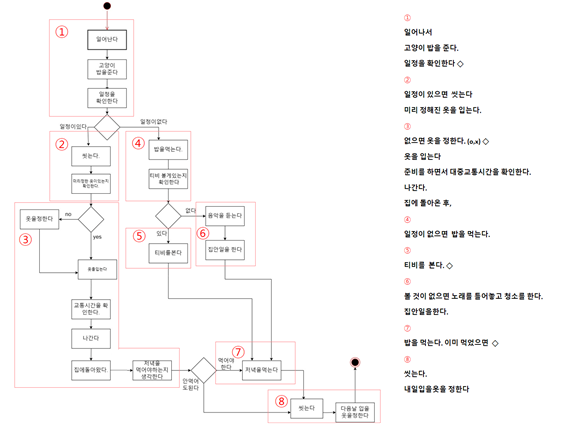 ①
일어난다
고양이
밥을준다
일정을
확인한다
일정이있다
일정이없다
②
씻는다.
미리정한 옷이있는지
확인한다.
④
밥을먹는다.
티비 볼게있는지
확인한다
③
옷을정한다
no
yes
옷을입는다.
있다
없다
⑤
티비를본다
⑥
음악을 듣는다
집안일을 한다
교통시간을 확
인한다.
나간다
집에돌아왔다.
저녁을
먹어야하는지
생각한다.
먹어야
한다
안먹어
도된다
⑦
저녁을먹는다
⑧
씻는다
다음날 입을
옷을정한다
①
일어나서
고양이 밥을 준다.
일정을 확인한다 ◇
②
일정이 있으면 씻는다
미리 정해진 옷을 입는다.
③
없으면 옷을 정한다. (o,x) ◇
옷을 입는다
준비를 하면서 대중교통시간을 확인한다.
나간다.
집에 돌아온 후,
④
일정이 없으면 밥을 먹는다.
⑤
티비를 본다. ◇
⑥
볼 것이 없으면 노래를 틀어놓고 청소를 한다.
집안일을한다.
⑦
밥을 먹는다. 이미 먹었으면 ◇
⑧
씻는다.
내일입을옷을 정한다